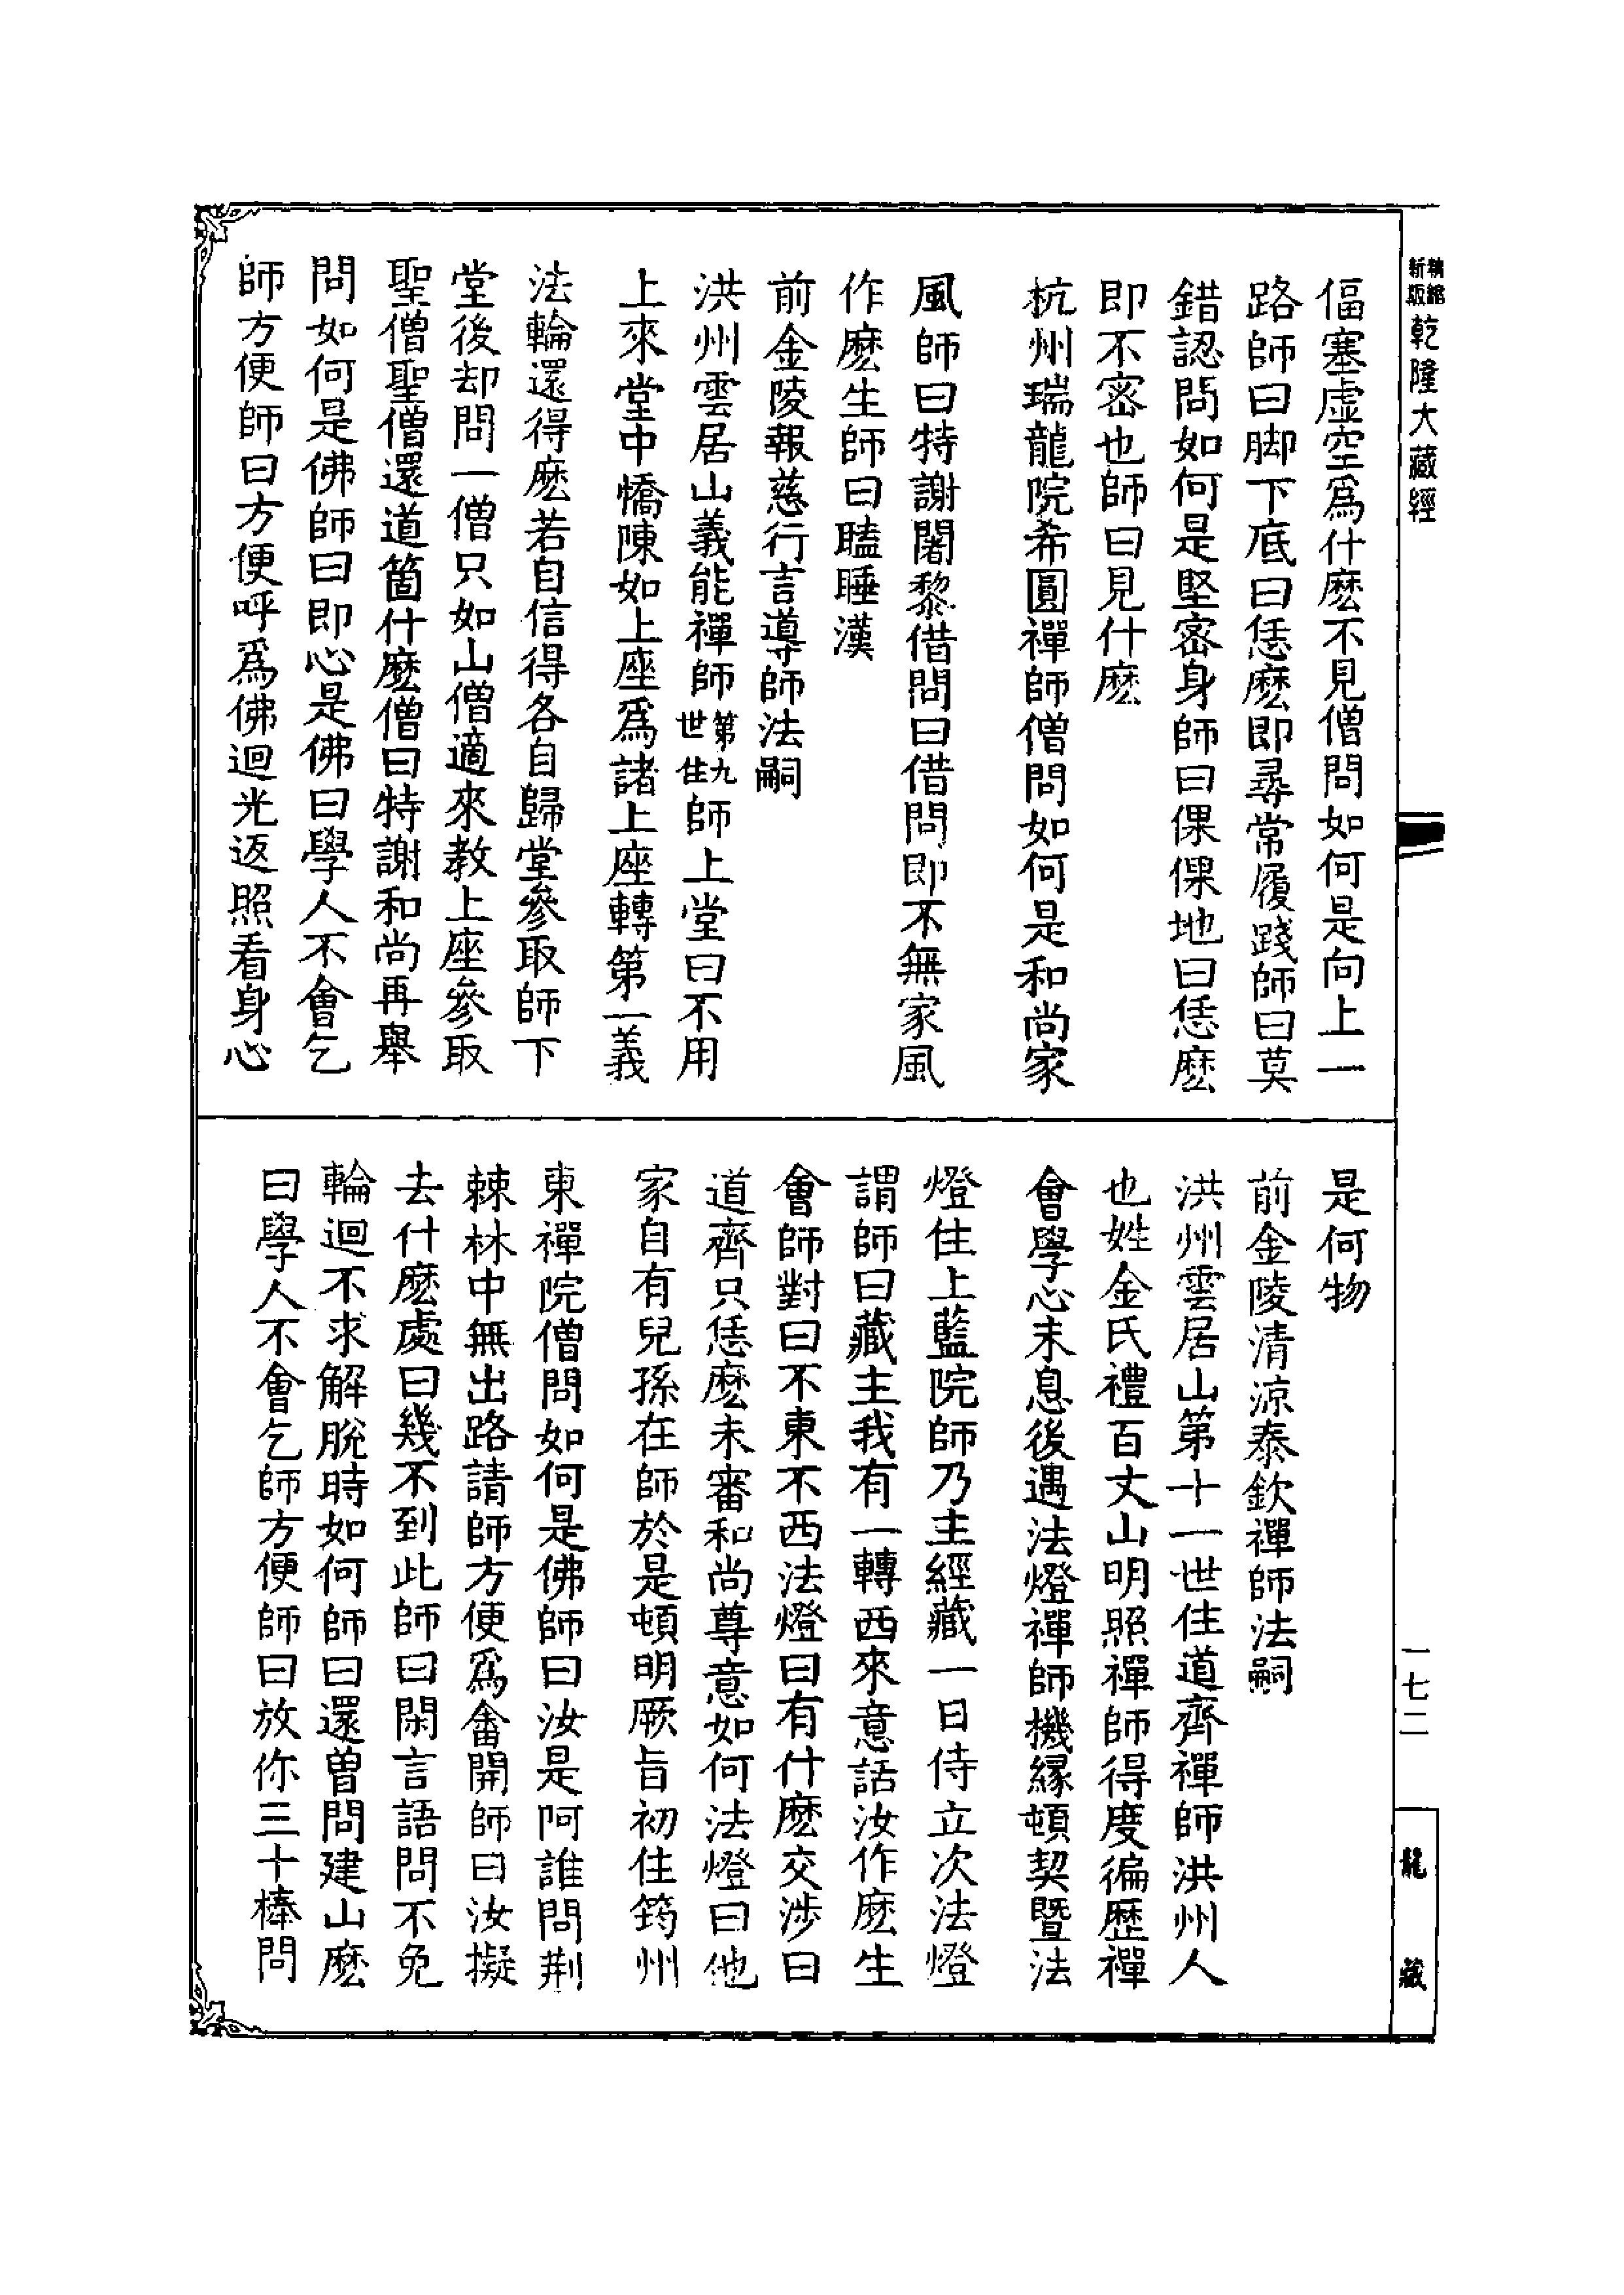 精縮新版乾隆大藏經
偪塞虛空爲什麽不見僧問如何是向上一
路師曰脚下底曰恁麽即尋常履踐師曰莫
錯認問如何是堅密身師曰倮倮地曰恁麽
即不密也師曰見什麽
杭州瑞龍院希圓禪師僧問如何是和尚家
風師曰特謝闍黎借問曰借問即不無家風
作麽生師曰瞌睡漢
前金陵報慈行言導師法嗣
洪州雲居山義能禪師第九世住師上堂曰不用
上來堂中憍陳如上座爲諸上座轉第一義
法輪還得麽若自信得各自歸堂參取師下
堂後却問一僧只如山僧適來教上座參取
聖僧聖僧還道箇什麽僧曰特謝和尚再舉
問如何是佛師曰即心是佛曰學人不會乞
師方便師曰方便呼爲佛迴光返照看身心
是何物
前金陵清涼泰欽禪師法嗣
洪州雲居山第十一世住道齊禪師洪州人
也姓金氏禮百丈山明照禪師得度徧歷禪
會學心未息後遇法燈禪師機緣頓契暨法
燈住上藍院師乃主經藏一日侍立次法燈
謂師曰藏主我有一轉西來意話汝作麽生
會師對曰不東不西法燈曰有什麽交涉曰
道齊只恁麽未審和尚尊意如何法燈曰他
家自有兒孫在師於是頓明厥旨初住筠州
東禪院僧問如何是佛師曰汝是阿誰問荆
棘林中無出路請師方便爲畬開師曰汝擬
去什麽處曰幾不到此師曰閑言語問不免
輪迴不求解脫時如何師曰還曾問建山麽
曰學人不會乞師方便師曰放你三十棒問
一七二
龍藏